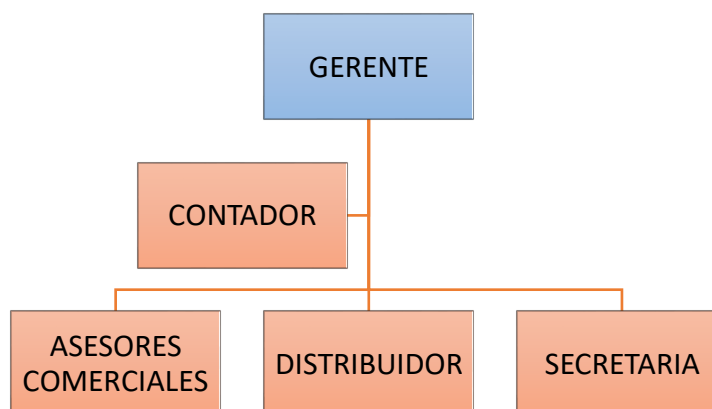 GERENTE
CONTADOR
ASESORES
COMERCIALES
DISTRIBUIDOR
SECRETARIA